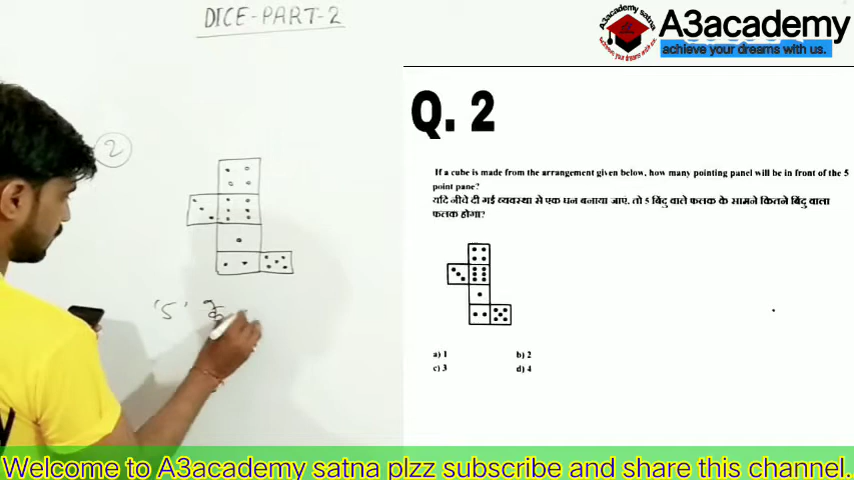 DICE-PART-2
2
'5' के
A3academy satna
A3academy
achieve your dreams with us.
Q. 2
If a cube is made from the arrangement given below, how many pointing panel will be in front of the 5
point pane?
यदि नीचे दी गई व्यवस्था से एक घन बनाया जाए, तो 5 बिंदु वाले फलक के सामने कितने बिंदु वाला
फलक होगा?
a) 1 b) 2
c) 3 d) 4
Welcome to A3academy satna plzz subscribe and share this channel.